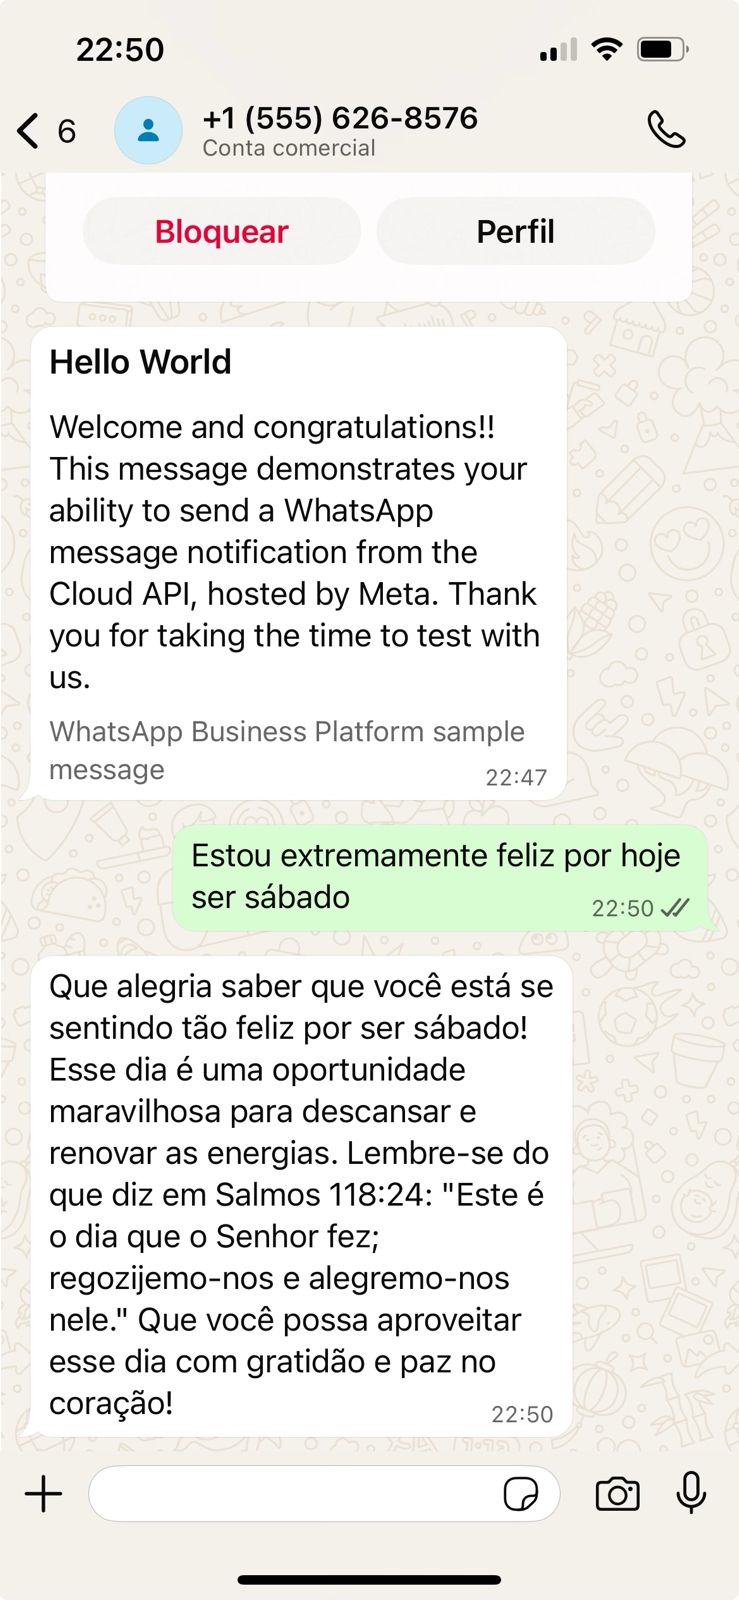 22:50
6
+1 (555) 626-8576
Conta comercial
Bloquear
Perfil
Hello World
Welcome and congratulations!!
This message demonstrates your
ability to send a WhatsApp
message notification from the
Cloud API, hosted by Meta. Thank
you for taking the time to test with
us.
WhatsApp Business Platform sample
message
22:47
Estou extremamente feliz por hoje
ser sábado
22:50
Que alegria saber que você está se
sentindo tão feliz por ser sábado!
Esse dia é uma oportunidade
maravilhosa para descansar e
renovar as energias. Lembre-se do
que diz em Salmos 118:24: "Este é
o dia que o Senhor fez;
regozijemo-nos e alegremo-nos
nele." Que você possa aproveitar
esse dia com gratidão e paz no
coração!
22:50